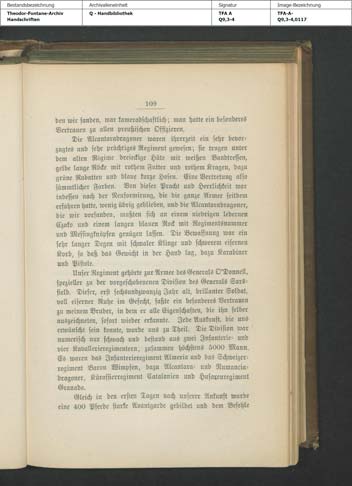 Bestandsbezeichnung
Archivalieneinheit
Signatur
Image-Bezeichnung
Theodor-Fontane-Archiv
Handschriften
Q - Handbibliothek
TFA A
Q9,3-4
TFA-A-
Q9,3-4,0117
109
den wir fanden, war kameradschaftlich; man hatte ein besonderes
Vertrauen zu allen preußischen Offizieren.
Die Alcantaradragoner waren ihrerzeit ein sehr bevor-
zugtes und sehr prächtiges Regiment gewesen; sie trugen unter
dem alten Régime dreieckige Hüte mit weißen Bandtressen,
gelbe lange Röcke mit rothem Futter und rothem Kragen, dazu
grüne Rabatten und blaue kurze Hosen. Eine Vertretung also
sämmtlicher Farben. Von dieser Pracht und Herrlichkeit war
indessen nach der Neuformirung, die die ganze Armee seitdem
erfahren hatte, wenig übrig geblieben, und die Alcantaradragoner,
die wir vorfanden, mußten sich an einem niedrigen ledernen
Czako und einem langen blauen Rock mit Regimentsnummer
und Messingknöpfen genügen lassen. Die Bewaffnung war ein
sehr langer Degen mit schmaler Klinge und schwerem eisernen
Korb, so daß das Gewicht in der Hand lag, dazu Karabiner
und Pistole.
Unser Regiment gehörte zur Armee des Generals O'Donnell,
spezieller zu der vorgeschobenen Division des Generals Sars-
field. Dieser, erst sechsundzwanzig Jahr alt, brillanter Soldat,
voll eiserner Ruhe im Gefecht, faßte ein besonderes Vertrauen
zu meinem Bruder, in dem er alle Eigenschaften, die ihn selber
auszeichneten, sofort wieder erkannte. Jede Auskunft, die uns
erwünscht sein konnte, wurde uns zu Theil. Die Division war
numerisch nur schwach und bestand aus zwei Infanterie- und
vier Kavallerieregimentern, zusammen höchstens 5000 Mann.
Es waren das Infanterieregiment Almeria und das Schweizer-
regiment Baron Wimpfen, dazu Alcantara- und Numancia-
dragoner, Kürassierregiment Catalonien und Husarenregiment
Granada.
Gleich in den ersten Tagen nach unserer Ankunft wurde
eine 400 Pferde starke Avantgarde gebildet und dem Befehle